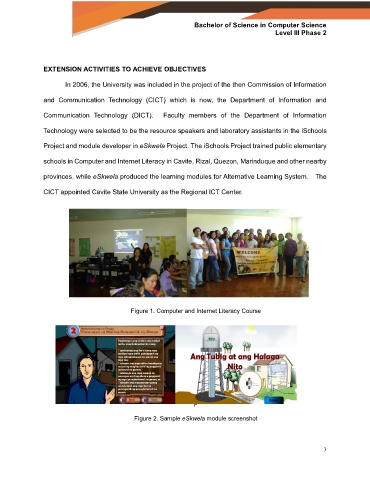 Bachelor of Science in Computer Science
Level III Phase 2
EXTENSION ACTIVITIES TO ACHIEVE OBJECTIVES
In 2006, the University was included in the project of the then Commission of Information
and Communication Technology (CICT) which is now, the Department of Information and
Communication Technology (DICT). Faculty members of the Department of Information
Technology were selected to be the resource speakers and laboratory assistants in the iSchools
Project and module developer in eSkwela Project. The iSchools Project trained public elementary
schools in Computer and Internet Literacy in Cavite, Rizal, Quezon, Marinduque and other nearby
provinces, while eSkwela produced the learning modules for Alternative Learning System. The
CICT appointed Cavite State University as the Regional ICT Center.
WELCOME
Figure 1. Computer and Internet Literacy Course
2
Ang Tubig at ang Halaga
Nito
Figure 2. Sample eSkwela module screenshot
3